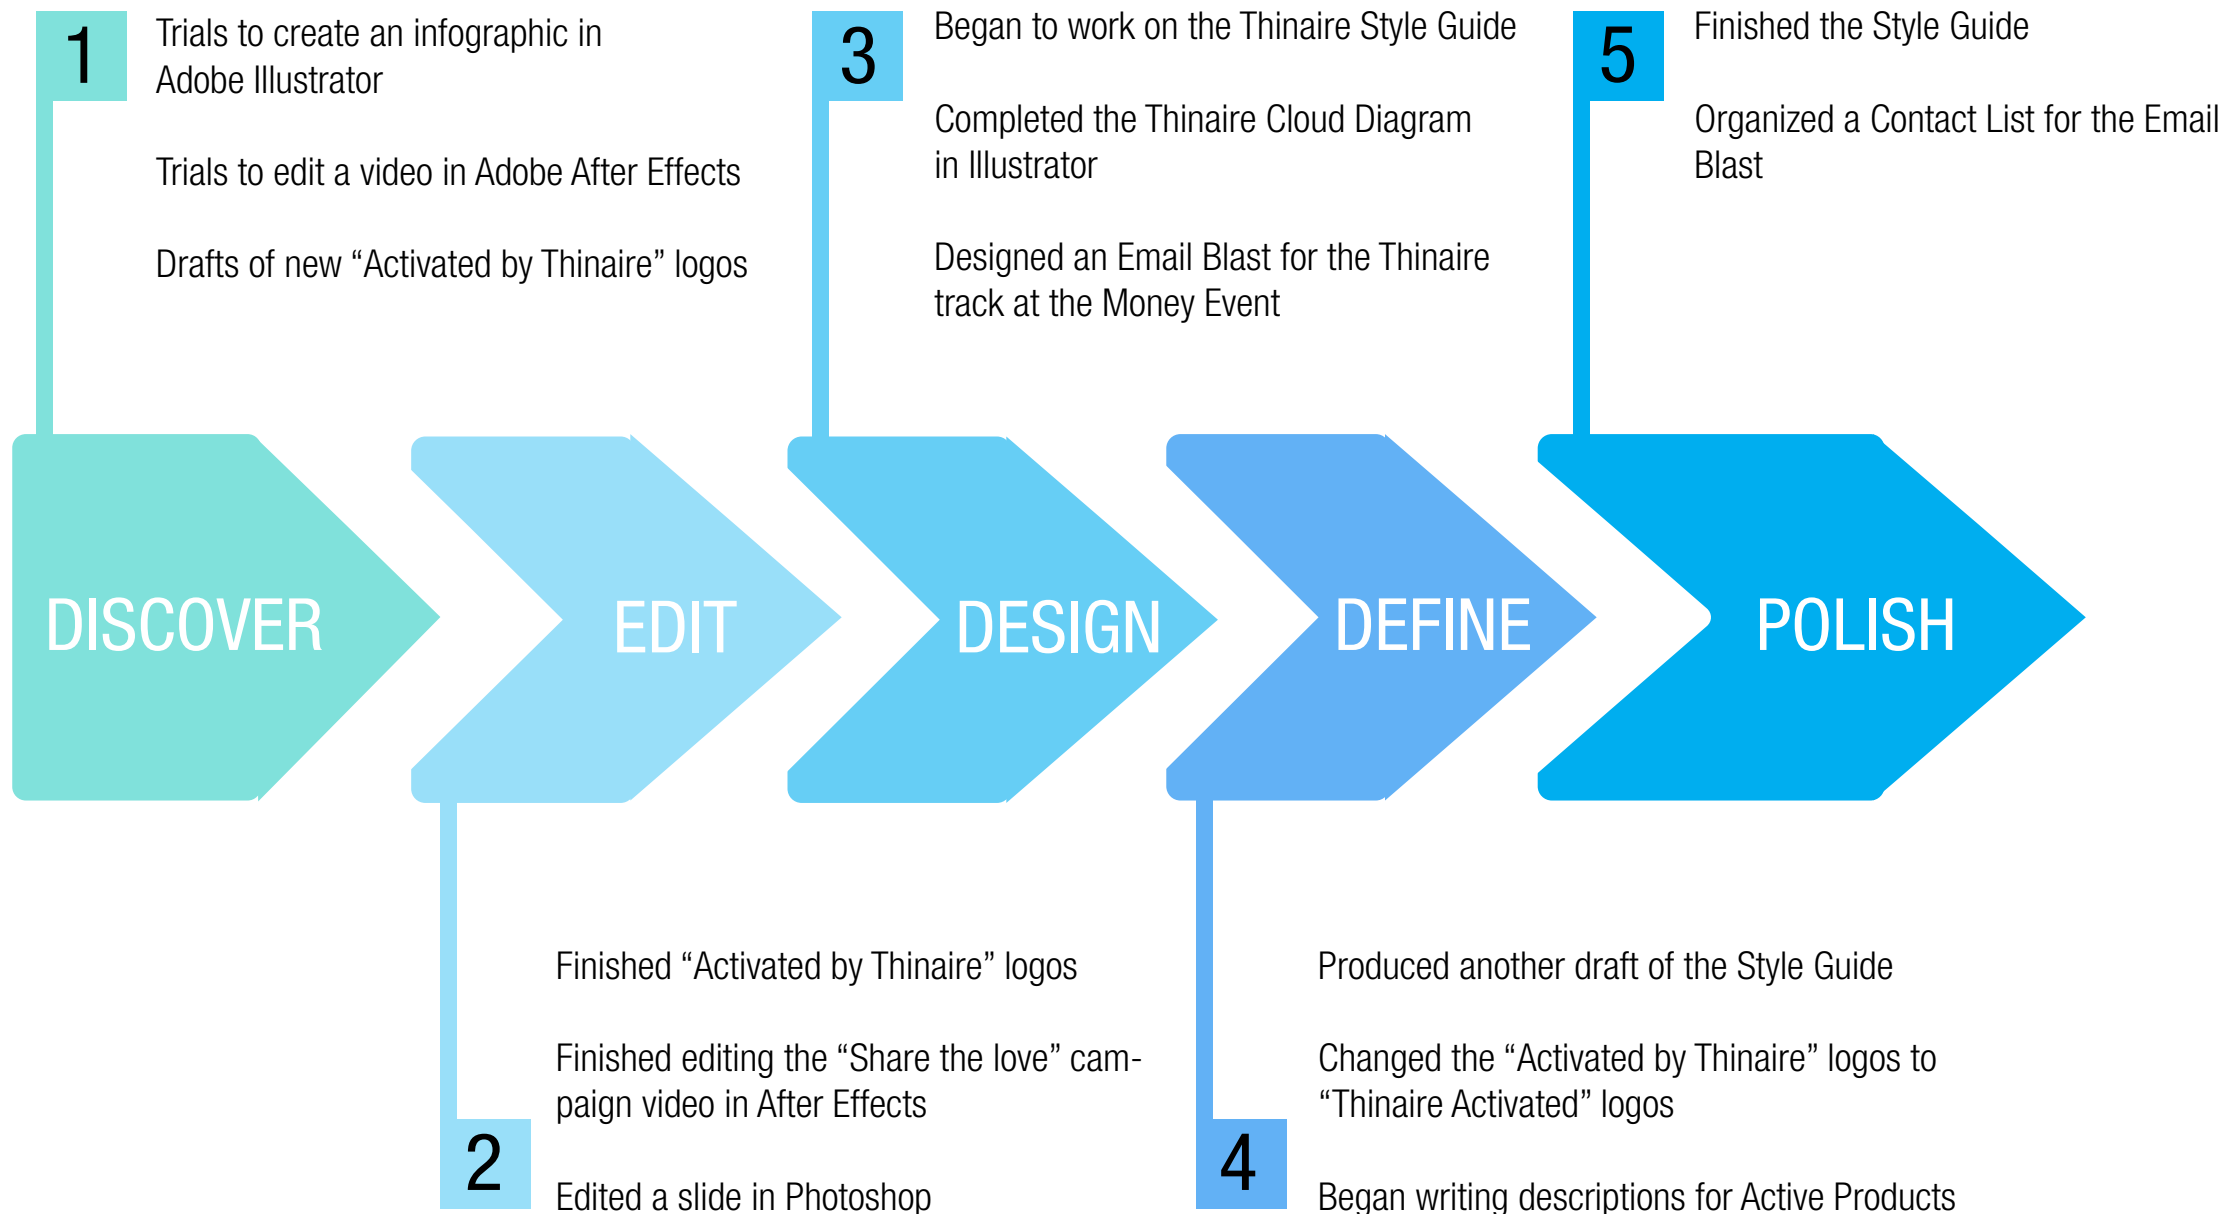 1
Trials to create an infographic in
Adobe Illustrator
Trials to edit a video in Adobe After Effects
Drafts of new “Activated by Thinaire” logos
3
Began to work on the Thinaire Style Guide
Completed the Thinaire Cloud Diagram
in Illustrator
Designed an Email Blast for the Thinaire
track at the Money Event
5
Finished the Style Guide
Organized a Contact List for the Email
Blast
DISCOVER
EDIT
DESIGN
DEFINE
POLISH
2
Finished “Activated by Thinaire” logos
Finished editing the “Share the love” cam-
paign video in After Effects
Edited a slide in Photoshop
4
Produced another draft of the Style Guide
Changed the “Activated by Thinaire” logos to
“Thinaire Activated” logos
Began writing descriptions for Active Products